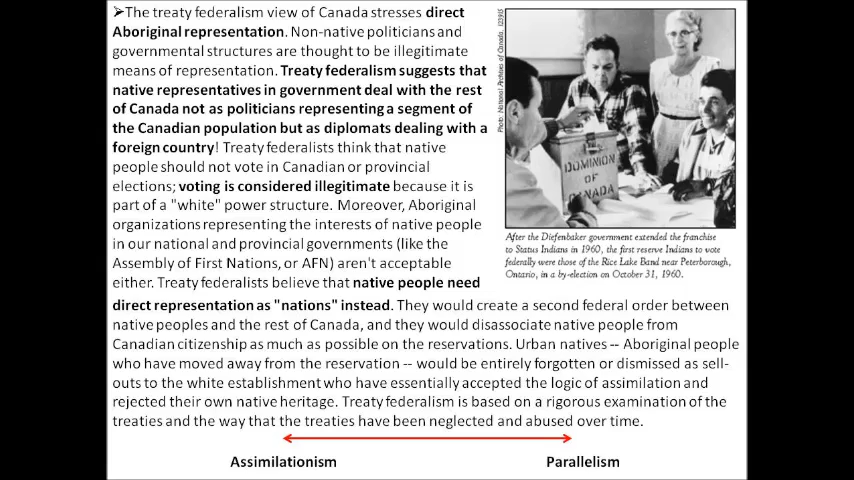 ➢The treaty federalism view of Canada stresses direct
Aboriginal representation. Non-native politicians and
governmental structures are thought to be illegitimate
means of representation. Treaty federalism suggests that
native representatives in government deal with the rest
of Canada not as politicians representing a segment of
the Canadian population but as diplomats dealing with a
foreign country! Treaty federalists think that native
people should not vote in Canadian or provincial
elections; voting is considered illegitimate because it is
part of a "white" power structure. Moreover, Aboriginal
organizations representing the interests of native people
in our national and provincial governments (like the
Assembly of First Nations, or AFN) aren't acceptable
either. Treaty federalists believe that native people need
direct representation as "nations" instead. They would create a second federal order between
native peoples and the rest of Canada, and they would disassociate native people from
Canadian citizenship as much as possible on the reservations. Urban natives -- Aboriginal people
who have moved away from the reservation -- would be entirely forgotten or dismissed as sell-
outs to the white establishment who have essentially accepted the logic of assimilation and
rejected their own native heritage. Treaty federalism is based on a rigorous examination of the
treaties and the way that the treaties have been neglected and abused over time.
Photo: National Archives of Canada, 123915
DOMINION
OF
CANADA
After the Diefenbaker government extended the franchise
to Status Indians in 1960, the first reserve Indians to vote
federally were those of the Rice Lake Band near Peterborough,
Ontario, in a by-election on October 31, 1960.
Assimilationism
Parallelism